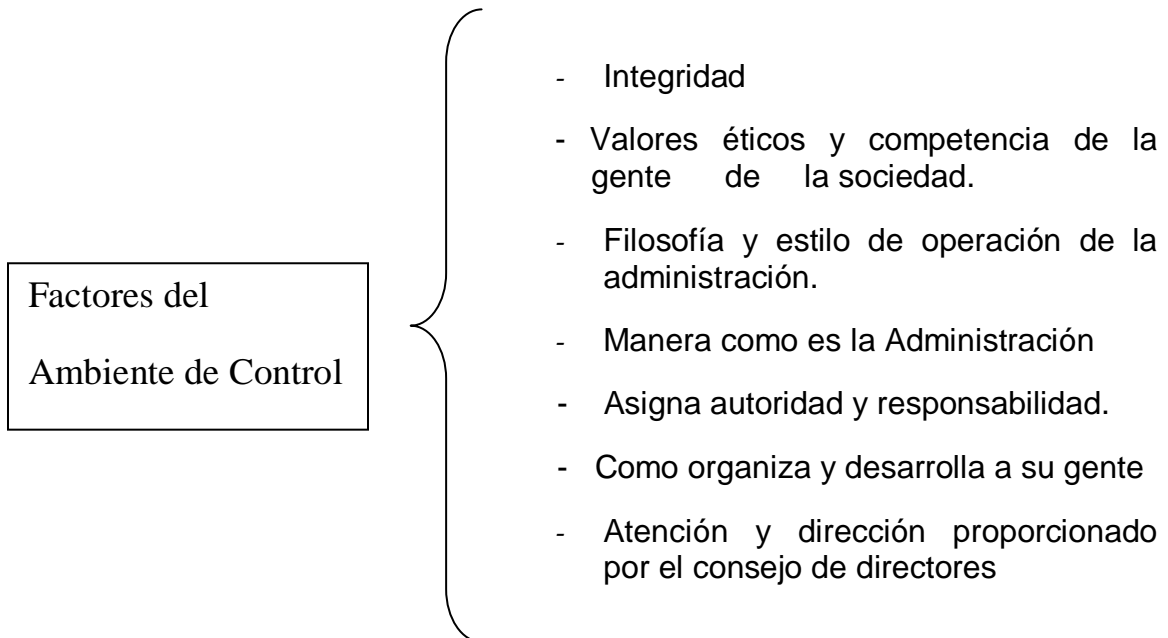 Factores del
Ambiente de Control
- Integridad
- Valores éticos y competencia de la
gente de la sociedad.
- Filosofía y estilo de operación de la
administración.
- Manera como es la Administración
- Asigna autoridad y responsabilidad.
- Como organiza y desarrolla a su gente
- Atención y dirección proporcionado
por el consejo de directores